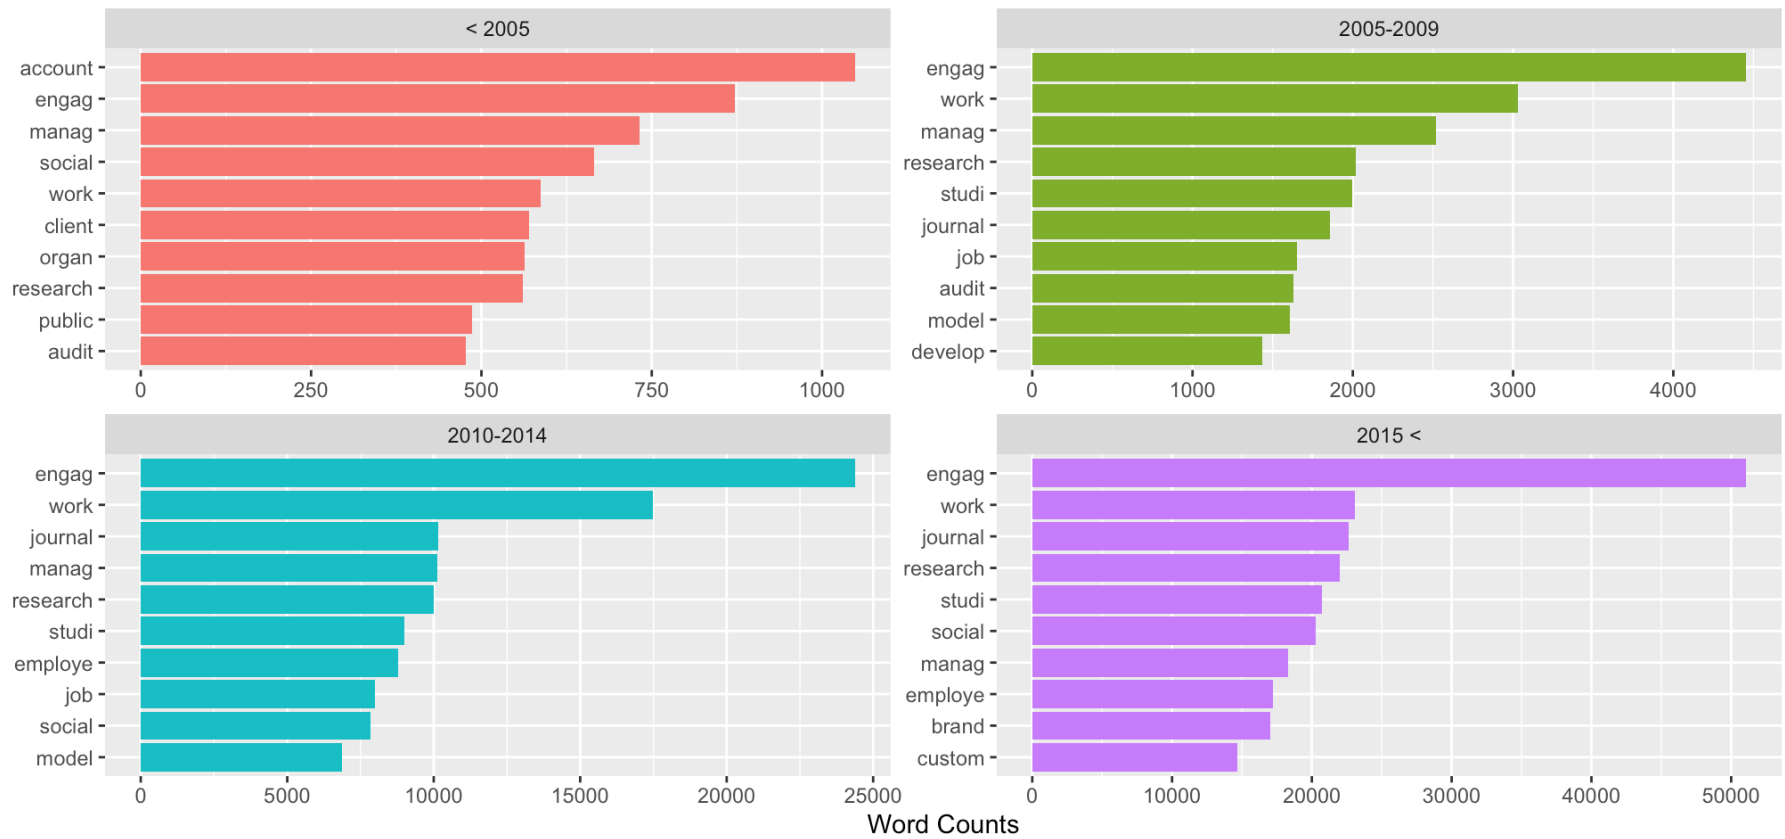 < 2005
account
engag
manag
social
work
client
organ
research
public
audit
0 250 500 750 1000
2005-2009
engag
work
manag
research
studi
journal
job
audit
model
develop
0 1000 2000 3000 4000
2010-2014
engag
work
journal
manag
research
studi
employe
job
social
model
0 5000 10000 15000 20000 25000
2015 <
engag
work
journal
research
studi
social
manag
employe
brand
custom
0 10000 20000 30000 40000 50000
Word Counts